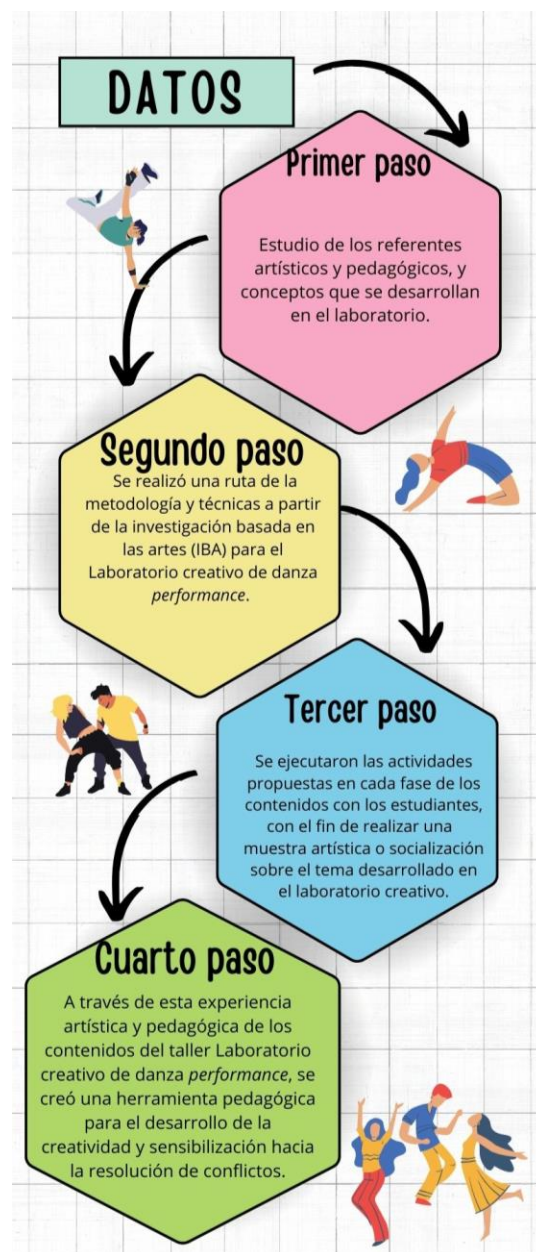 DATOS
Primer paso
Estudio de los referentes
artísticos y pedagógicos, y
conceptos que se desarrollan
en el laboratorio.
Segundo paso
Se realizó una ruta de la
metodología y técnicas a partir
de la investigación basada en
las artes (IBA) para el
Laboratorio creativo de danza
performance.
Tercer paso
Se ejecutaron las actividades
propuestas en cada fase de los
contenidos con los estudiantes,
con el fin de realizar una
muestra artística o socialización
sobre el tema desarrollado en
el laboratorio creativo.
Cuarto paso
A través de esta experiencia
artística y pedagógica de los
contenidos del taller Laboratorio
creativo de danza performance, se
creó una herramienta pedagógica
para el desarrollo de la
creatividad y sensibilización hacia
la resolución de conflictos.